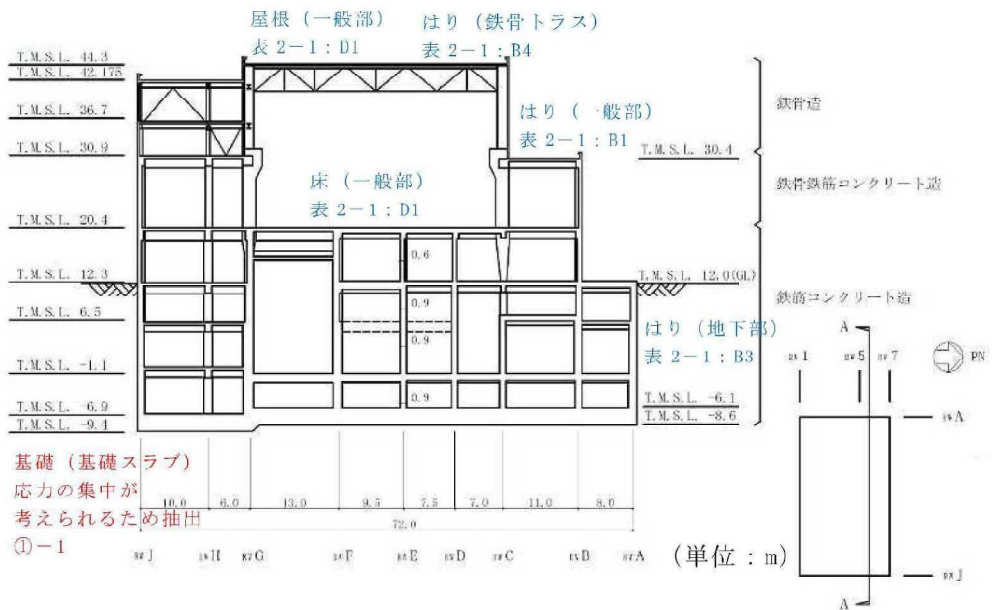 屋根（一般部）
表2-1：D1
はり（鉄骨トラス）
表2-1：B4
T.M.S.L. 44.3
T.M.S.L. 42.175
T.M.S.L. 36.7
T.M.S.L. 30.9
T.M.S.L. 20.4
T.M.S.L. 12.3
T.M.S.L. 6.5
T.M.S.L. -1.1
T.M.S.L. -6.9
T.M.S.L. -9.4
はり（一般部）
表2-1：B1
床（一般部）
表2-1：D1
0.6
0.9
0.9
0.9
T.M.S.L. 30.4
T.M.S.L. 12.0(GL)
はり（地下部）
表2-1：B3
T.M.S.L. -6.1
T.M.S.L. -8.6
鉄骨造
鉄骨鉄筋コンクリート造
鉄筋コンクリート造
基礎（基礎スラブ）
応力の集中が
考えられるため抽出
①-1
10.0 6.0 13.0 9.5 7.5 7.0 11.0 8.0
72.0
J H G F E D C B A
（単位：m）
A
1 5 7
PN
A
J
A